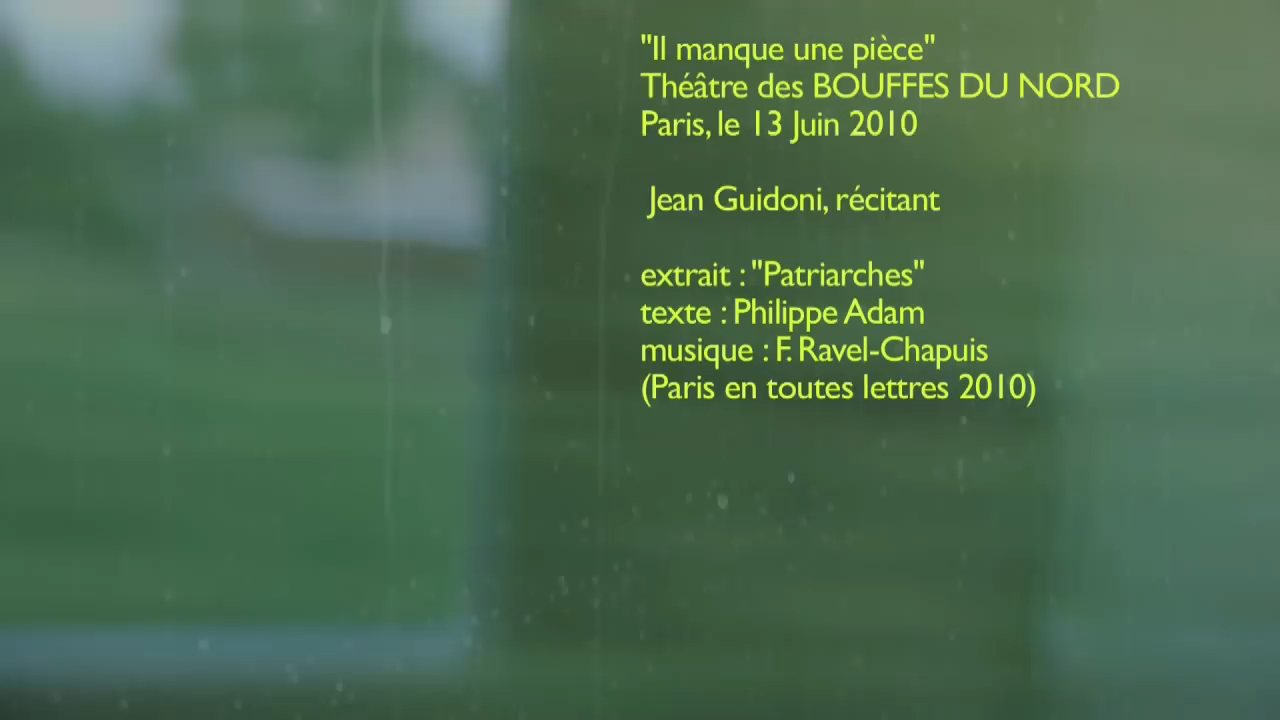 "Il manque une pièce"
Théâtre des BOUFFES DU NORD
Paris, le 13 Juin 2010
Jean Guidoni, récitant
extrait : "Patriarches"
texte : Philippe Adam
musique : F. Ravel-Chapuis
(Paris en toutes lettres 2010)